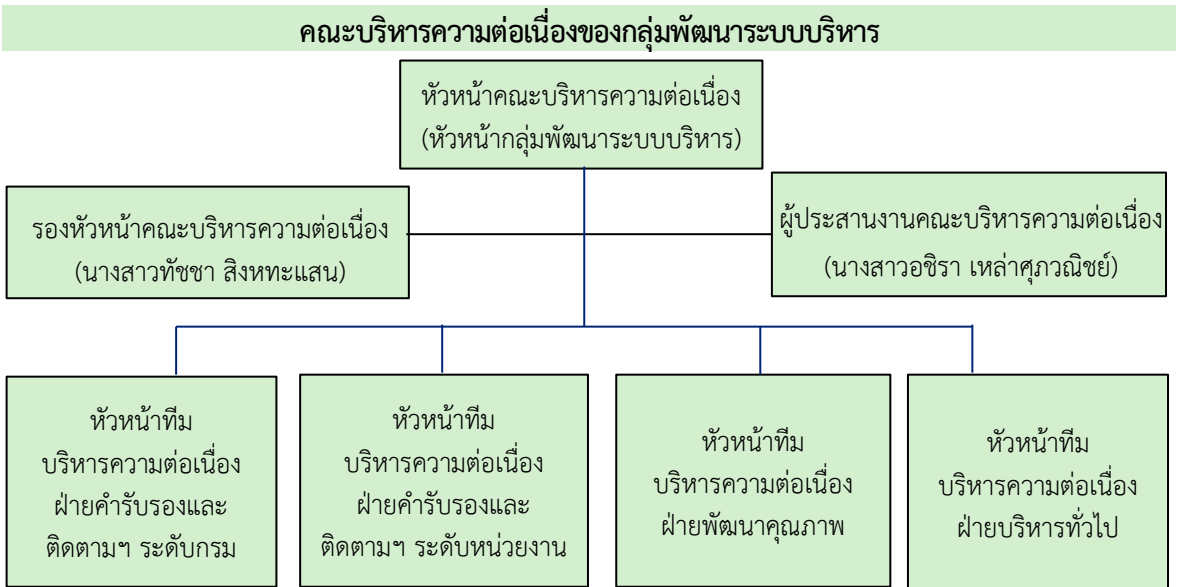 คณะบริหารความต่อเนื่องของกลุ่มพัฒนาระบบบริหาร
หัวหน้าคณะบริหารความต่อเนื่อง
(หัวหน้ากลุ่มพัฒนาระบบบริหาร)
รองหัวหน้าคณะบริหารความต่อเนื่อง
(นางสาวทัชชา สิงหทะแสน)
ผู้ประสานงานคณะบริหารความต่อเนื่อง
(นางสาวอชิรา เหล่าศุภวณิชย์)
หัวหน้าทีม
บริหารความต่อเนื่อง
ฝ่ายคำรับรองและ
ติดตามฯ ระดับกรม
หัวหน้าทีม
บริหารความต่อเนื่อง
ฝ่ายคำรับรองและ
ติดตามฯ ระดับหน่วยงาน
หัวหน้าทีม
บริหารความต่อเนื่อง
ฝ่ายพัฒนาคุณภาพ
หัวหน้าทีม
บริหารความต่อเนื่อง
ฝ่ายบริหารทั่วไป